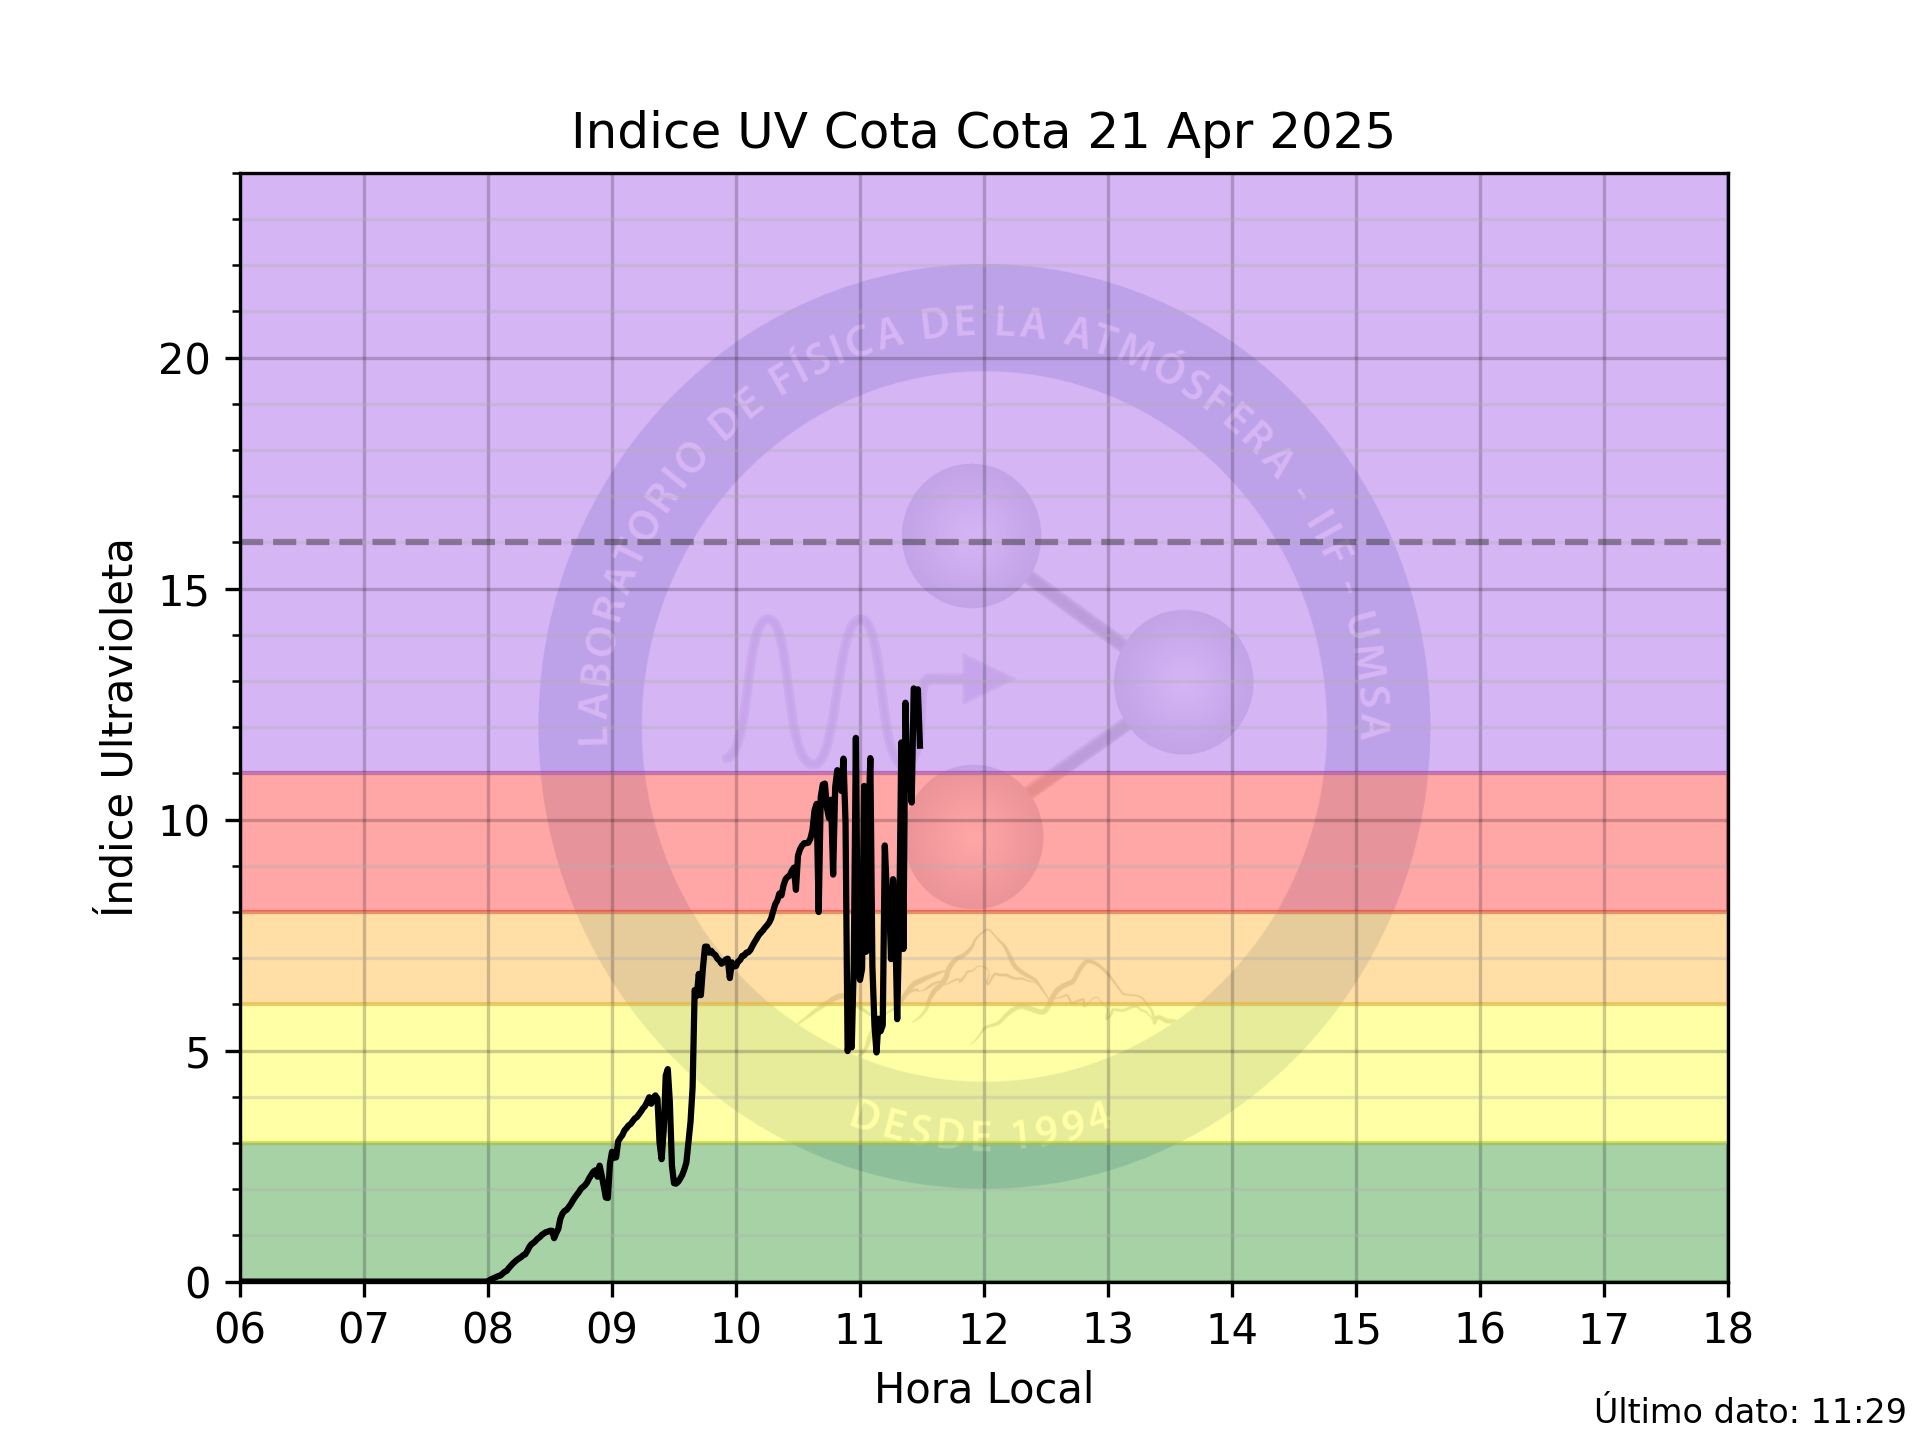 Indice UV Cota Cota 21 Apr 2025
Índice Ultravioleta
20
15
10
5
0
LABORATORIO DE FÍSICA DE LA ATMÓSFERA - IIF - UMSA
DESDE 1994
06 07 08 09 10 11 12 13 14 15 16 17 18
Hora Local
Último dato: 11:29